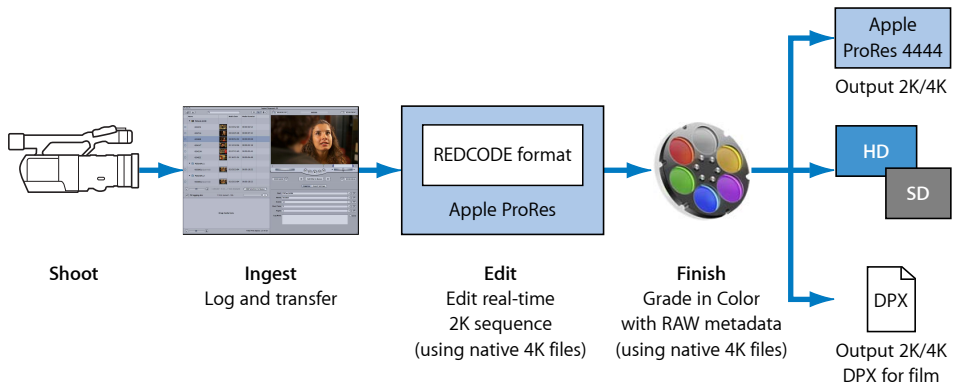 Shoot
Ingest
Log and transfer
REDCODE format
Apple ProRes
Edit
Edit real-time
2K sequence
(using native 4K files)
Finish
Grade in Color
with RAW metadata
(using native 4K files)
Apple
ProRes 4444
Output 2K/4K
HD
SD
DPX
Output 2K/4K
DPX for film